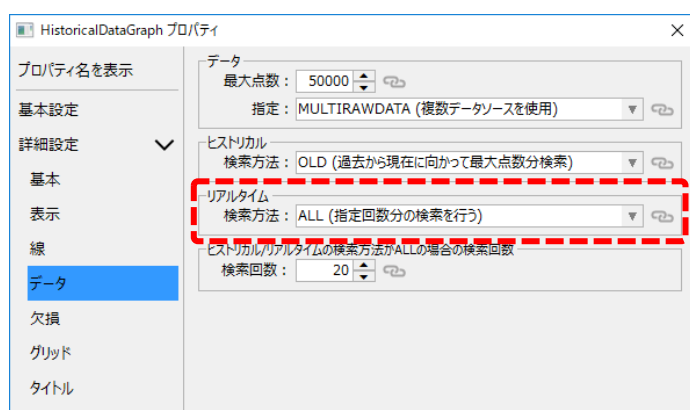 HistoricalDataGraph プロパティ
プロパティ名を表示
基本設定
詳細設定
基本
表示
線
データ
欠損
グリッド
タイトル
データ
最大点数： 50000
指定： MULTIRAWDATA (複数データソースを使用)
ヒストリカル
検索方法： OLD (過去から現在に向かって最大点数分検索)
リアルタイム
検索方法： ALL (指定回数分の検索を行う)
ヒストリカル/リアルタイムの検索方法がALLの場合の検索回数
検索回数： 20